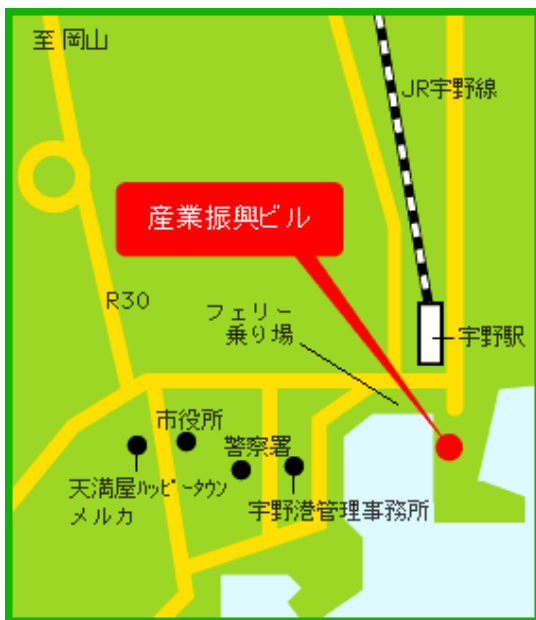 至 岡山
JR宇野線
産業振興ビル
R30
フェリー
乗り場
宇野駅
市役所
警察署
天満屋ﾊｯﾋﾟｰﾀｳﾝ
メルカ
宇野港管理事務所